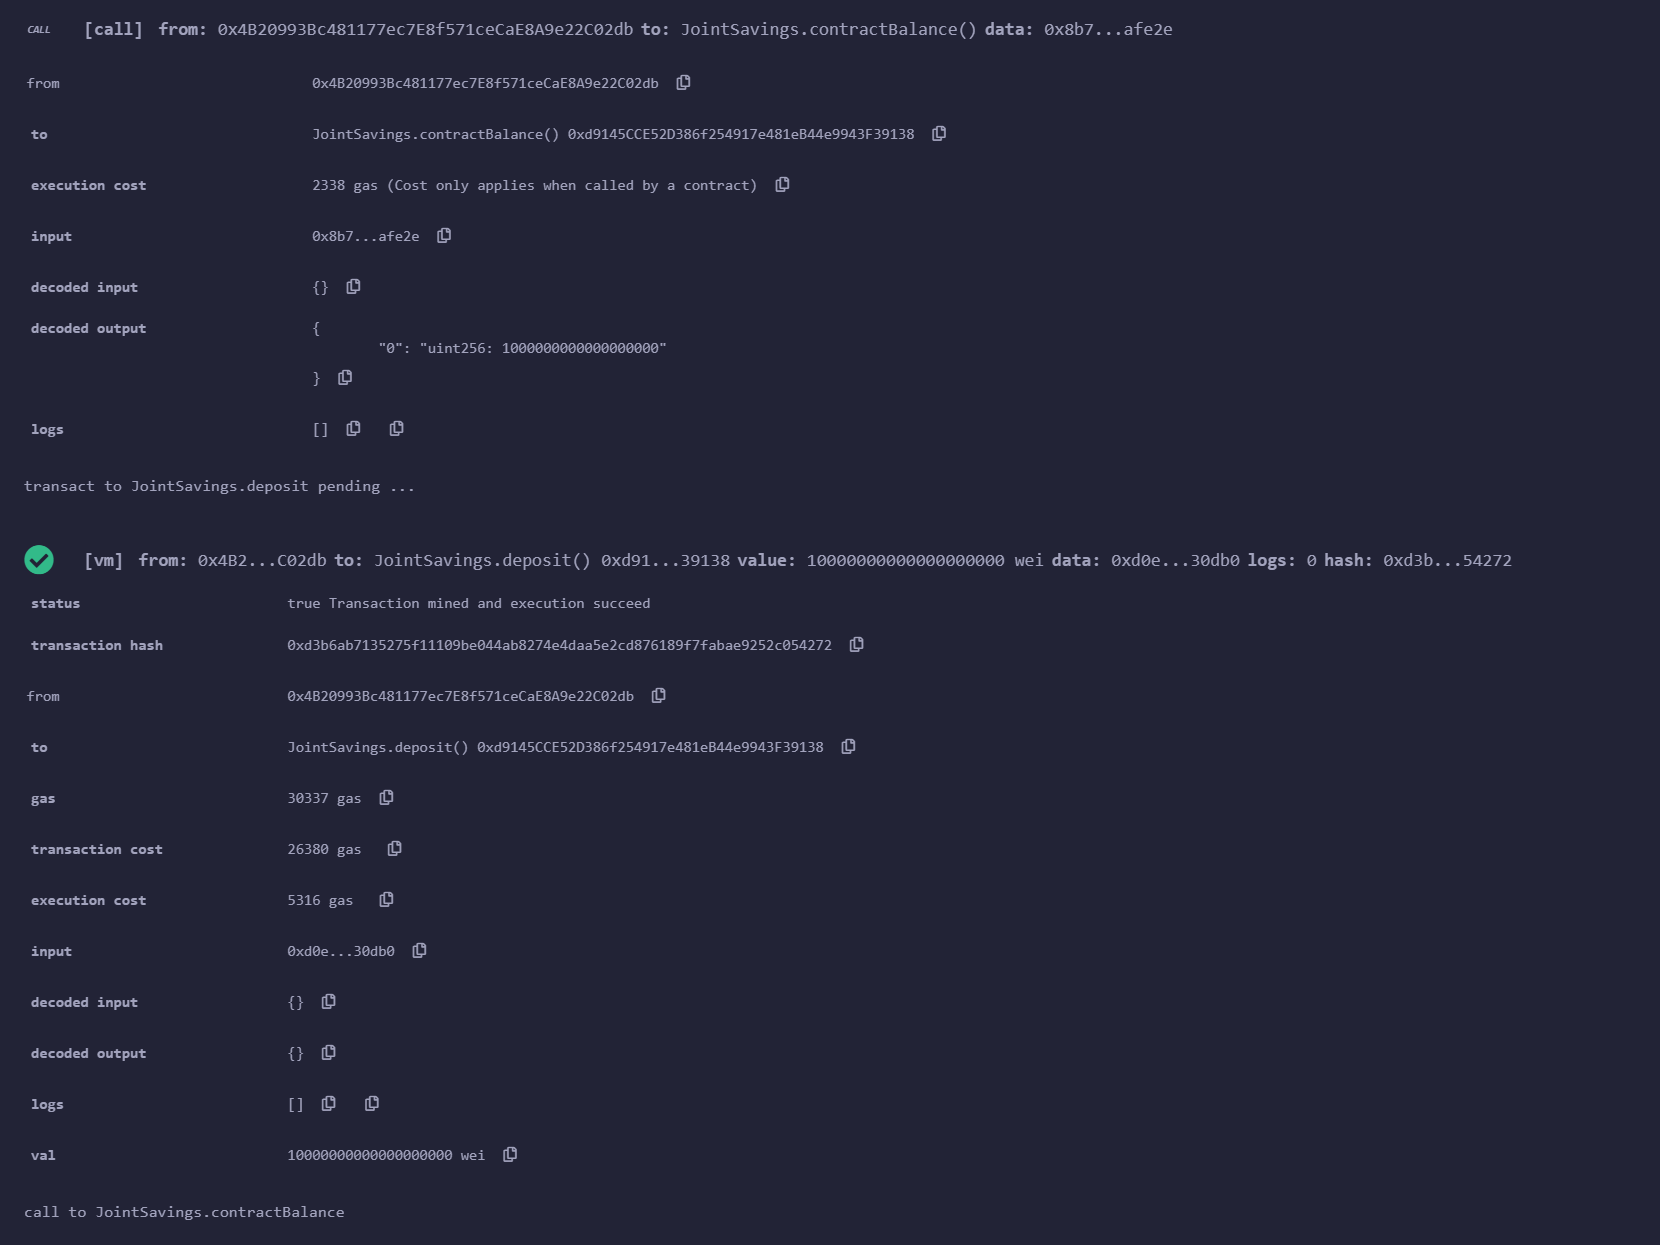 CALL [call] from: 0x4B20993Bc481177ec7E8f571ceCaE8A9e22C02db to: JointSavings.contractBalance() data: 0x8b7...afe2e
from 0x4B20993Bc481177ec7E8f571ceCaE8A9e22C02db
to JointSavings.contractBalance() 0xd9145CCE52D386f254917e481eB44e9943F39138
execution cost 2338 gas (Cost only applies when called by a contract)
input 0x8b7...afe2e
decoded input {}
decoded output {
"0": "uint256: 1000000000000000000"
}
logs []
transact to JointSavings.deposit pending ...
[vm] from: 0x4B2...C02db to: JointSavings.deposit() 0xd91...39138 value: 10000000000000000000 wei data: 0xd0e...30db0 logs: 0 hash: 0xd3b...54272
status true Transaction mined and execution succeed
transaction hash 0xd3b6ab7135275f11109be044ab8274e4daa5e2cd876189f7fabae9252c054272
from 0x4B20993Bc481177ec7E8f571ceCaE8A9e22C02db
to JointSavings.deposit() 0xd9145CCE52D386f254917e481eB44e9943F39138
gas 30337 gas
transaction cost 26380 gas
execution cost 5316 gas
input 0xd0e...30db0
decoded input {}
decoded output {}
logs []
val 10000000000000000000 wei
call to JointSavings.contractBalance